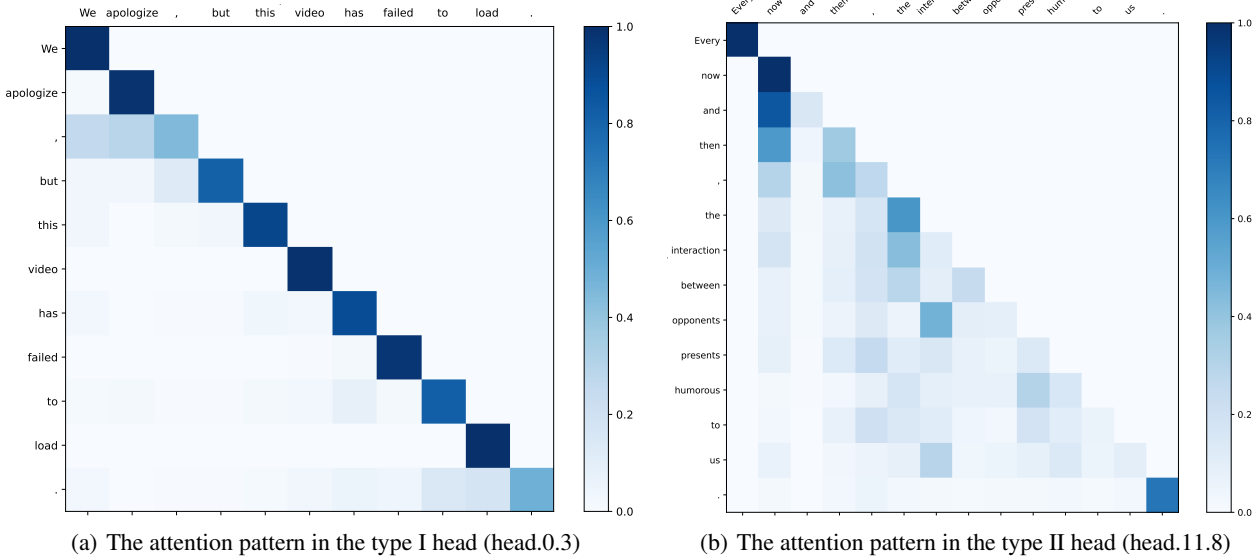 We apologize , but this video has failed to load .
We
apologize
,
but
this
video
has
failed
to
load
.
1.0
0.8
0.6
0.4
0.2
0.0
(a) The attention pattern in the type I head (head.0.3)
now and then , the to us .
Every
now
and
then
,
the
interaction
between
opponents
presents
humorous
to
us
.
1.0
0.8
0.6
0.4
0.2
0.0
(b) The attention pattern in the type II head (head.11.8)